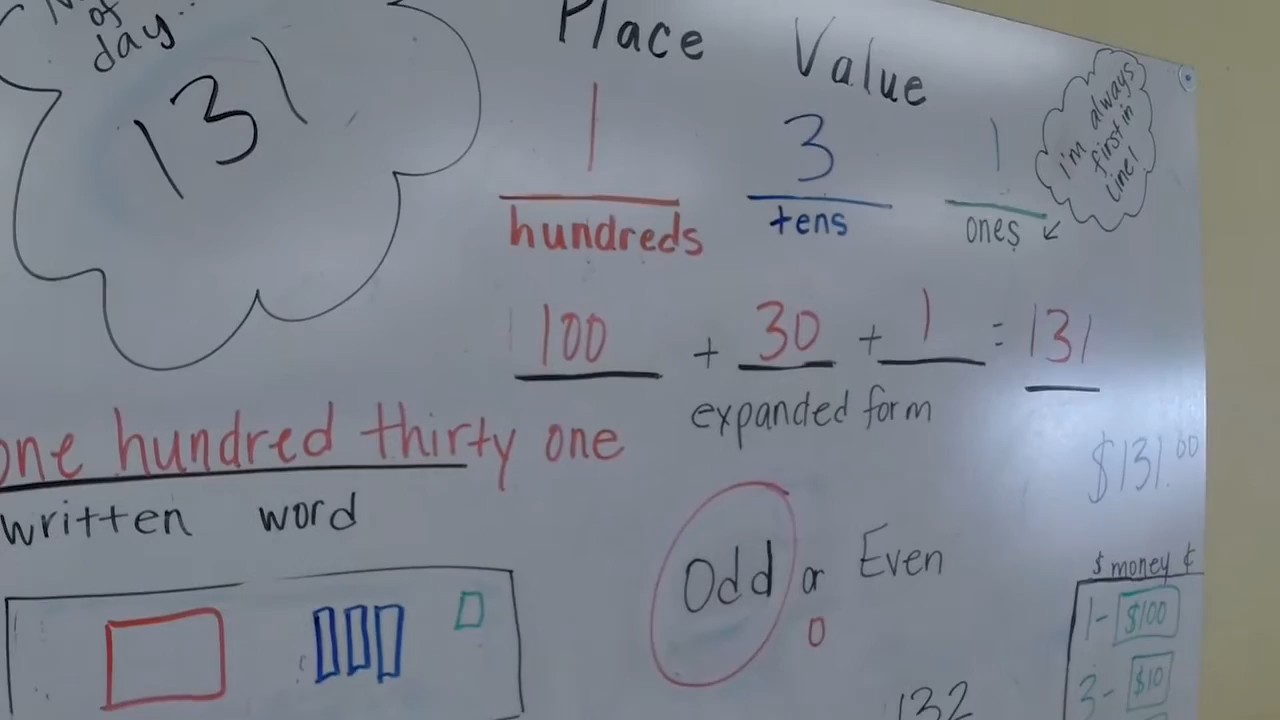 of
day...
131
Place Value
1 3 1
hundreds tens ones
I'm always
first in
line!
100 + 30 + 1 = 131
expanded form
one hundred thirty one
written word
$131.00
Odd or Even
0
$ money ¢
1- $100
3- $10
132